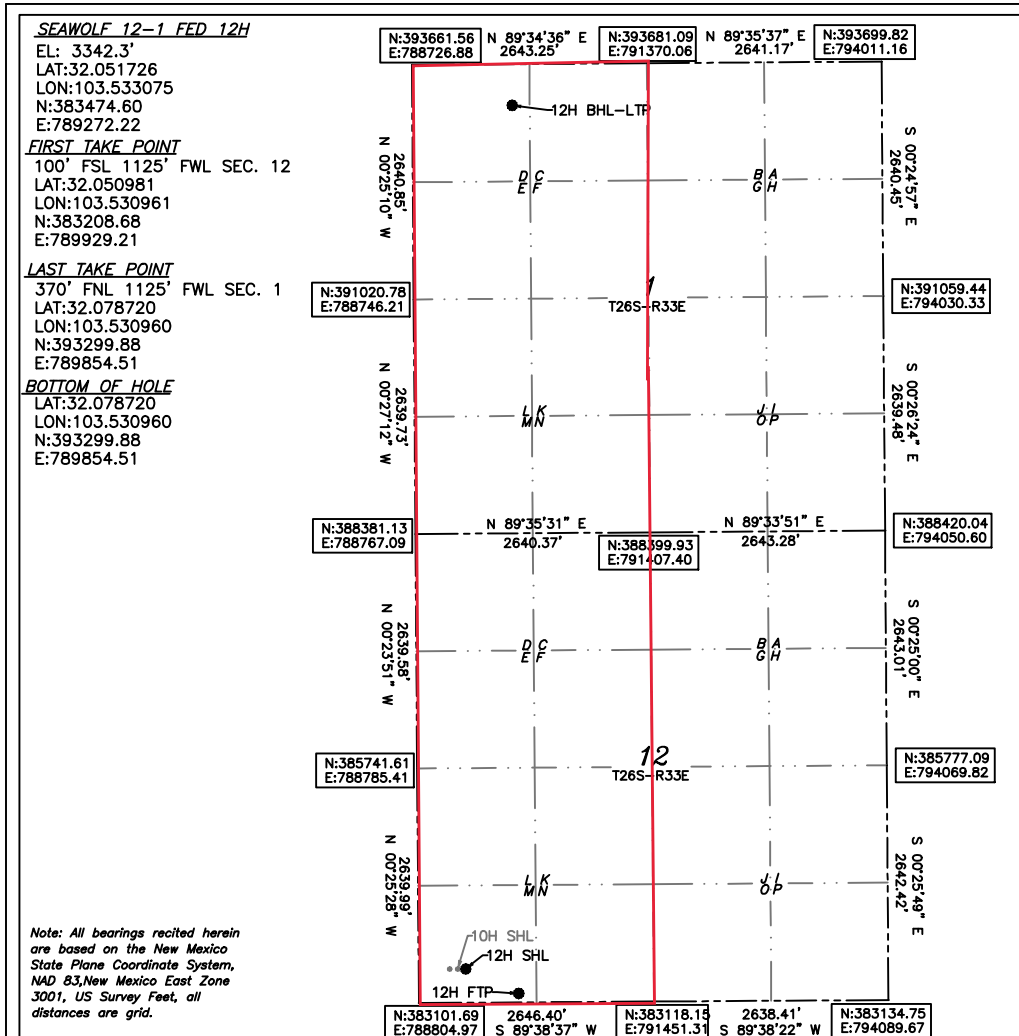 SEAWOLF 12-1 FED 12H
EL: 3342.3'
LAT:32.051726
LON:103.533075
N:383474.60
E:789272.22
FIRST TAKE POINT
100' FSL 1125' FWL SEC. 12
LAT:32.050981
LON:103.530961
N:383208.68
E:789929.21
LAST TAKE POINT
370' FNL 1125' FWL SEC. 1
LAT:32.078720
LON:103.530960
N:393299.88
E:789854.51
BOTTOM OF HOLE
LAT:32.078720
LON:103.530960
N:393299.88
E:789854.51
Note: All bearings recited herein
are based on the New Mexico
State Plane Coordinate System,
NAD 83,New Mexico East Zone
3001, US Survey Feet, all
distances are grid.
N:393661.56
E:788726.88
N 89°34'36" E
2643.25'
N:393681.09
E:791370.06
N 89°35'37" E
2641.17'
N:393699.82
E:794011.16
12H BHL-LTP
2640.85'
N 00°25'10" W
D C
E F
B A
G H
S 00°24'57" E
2640.45'
N:391020.78
E:788746.21
1
T26S-R33E
N:391059.44
E:794030.33
2639.73'
N 00°27'12" W
L K
M N
J I
O P
S 00°26'24" E
2639.48'
N:388381.13
E:788767.09
N 89°35'31" E
2640.37'
N:388399.93
E:791407.40
N 89°33'51" E
2643.28'
N:388420.04
E:794050.60
2639.58'
N 00°23'51" W
D C
E F
B A
G H
S 00°25'00" E
2643.01'
N:385741.61
E:788785.41
12
T26S-R33E
N:385777.09
E:794069.82
2639.99'
N 00°25'28" W
L K
M N
J I
O P
S 00°25'49" E
2642.42'
10H SHL
12H SHL
12H FTP
N:383101.69
E:788804.97
2646.40'
S 89°38'37" W
N:383118.15
E:791451.31
2638.41'
S 89°38'22" W
N:383134.75
E:794089.67